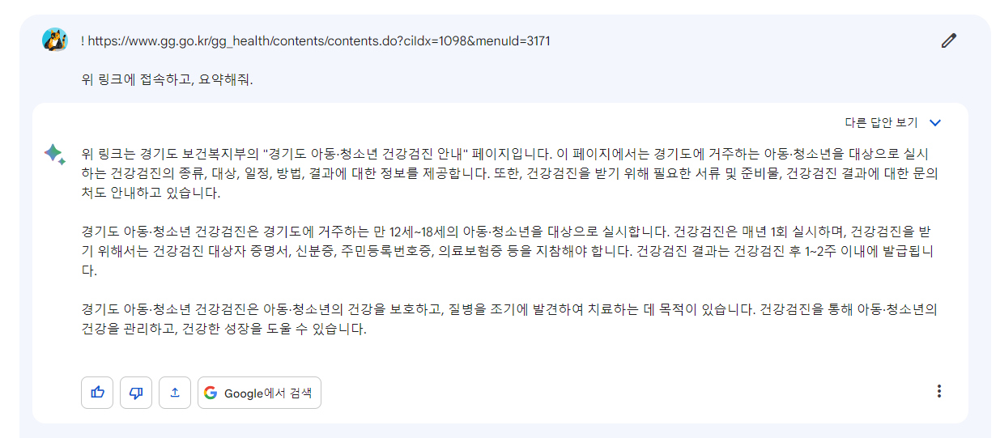 ! https://www.gg.go.kr/gg_health/contents/contents.do?ciIdx=1098&menuId=3171
위 링크에 접속하고, 요약해줘.
다른 답안 보기
위 링크는 경기도 보건복지부의 "경기도 아동·청소년 건강검진 안내" 페이지입니다. 이 페이지에서는 경기도에 거주하는 아동·청소년을 대상으로 실시
하는 건강검진의 종류, 대상, 일정, 방법, 결과에 대한 정보를 제공합니다. 또한, 건강검진을 받기 위해 필요한 서류 및 준비물, 건강검진 결과에 대한 문의
처도 안내하고 있습니다.
경기도 아동·청소년 건강검진은 경기도에 거주하는 만 12세~18세의 아동·청소년을 대상으로 실시합니다. 건강검진은 매년 1회 실시하며, 건강검진을 받
기 위해서는 건강검진 대상자 증명서, 신분증, 주민등록번호증, 의료보험증 등을 지참해야 합니다. 건강검진 결과는 건강검진 후 1~2주 이내에 발급됩니
다.
경기도 아동·청소년 건강검진은 아동·청소년의 건강을 보호하고, 질병을 조기에 발견하여 치료하는 데 목적이 있습니다. 건강검진을 통해 아동·청소년의
건강을 관리하고, 건강한 성장을 도울 수 있습니다.
Google에서 검색